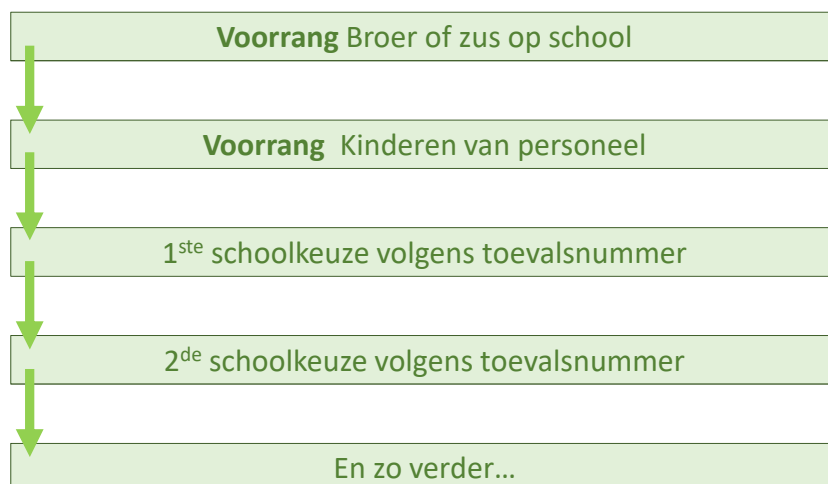 Voorrang Broer of zus op school
Voorrang Kinderen van personeel
1ste schoolkeuze volgens toevalsnummer
2de schoolkeuze volgens toevalsnummer
En zo verder...